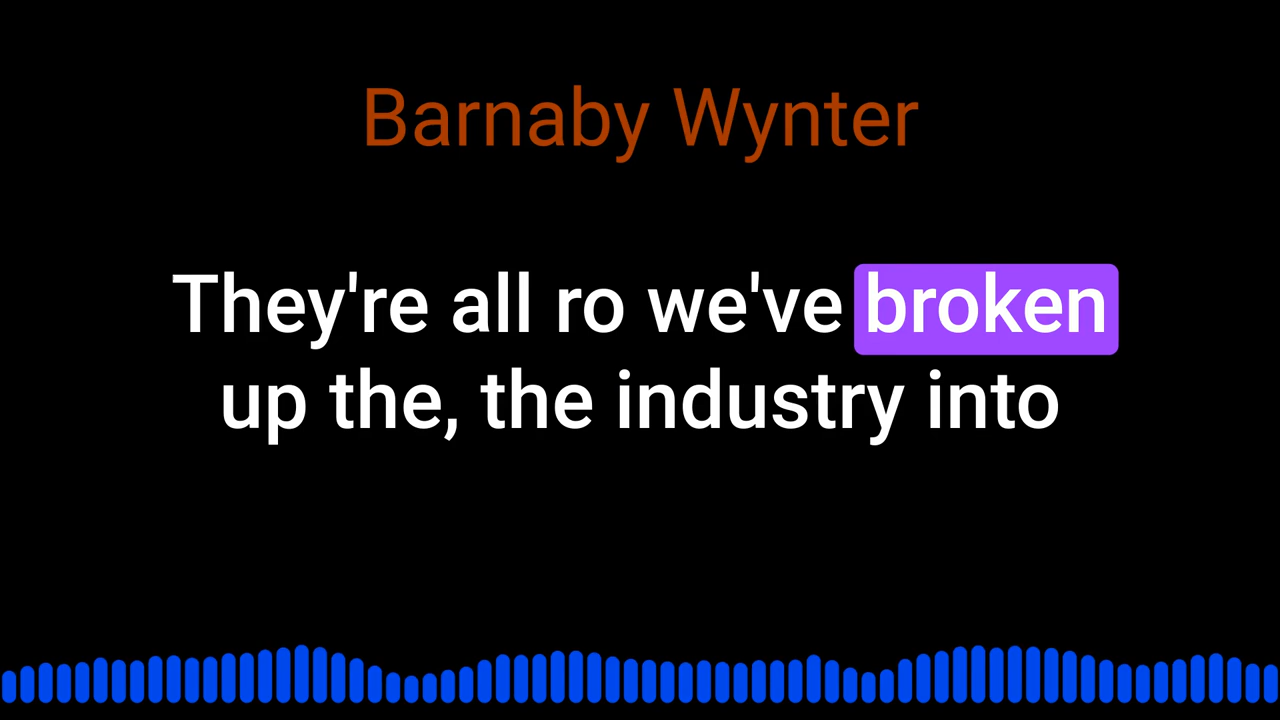 Barnaby Wynter
They're all ro we've broken
up the, the industry into